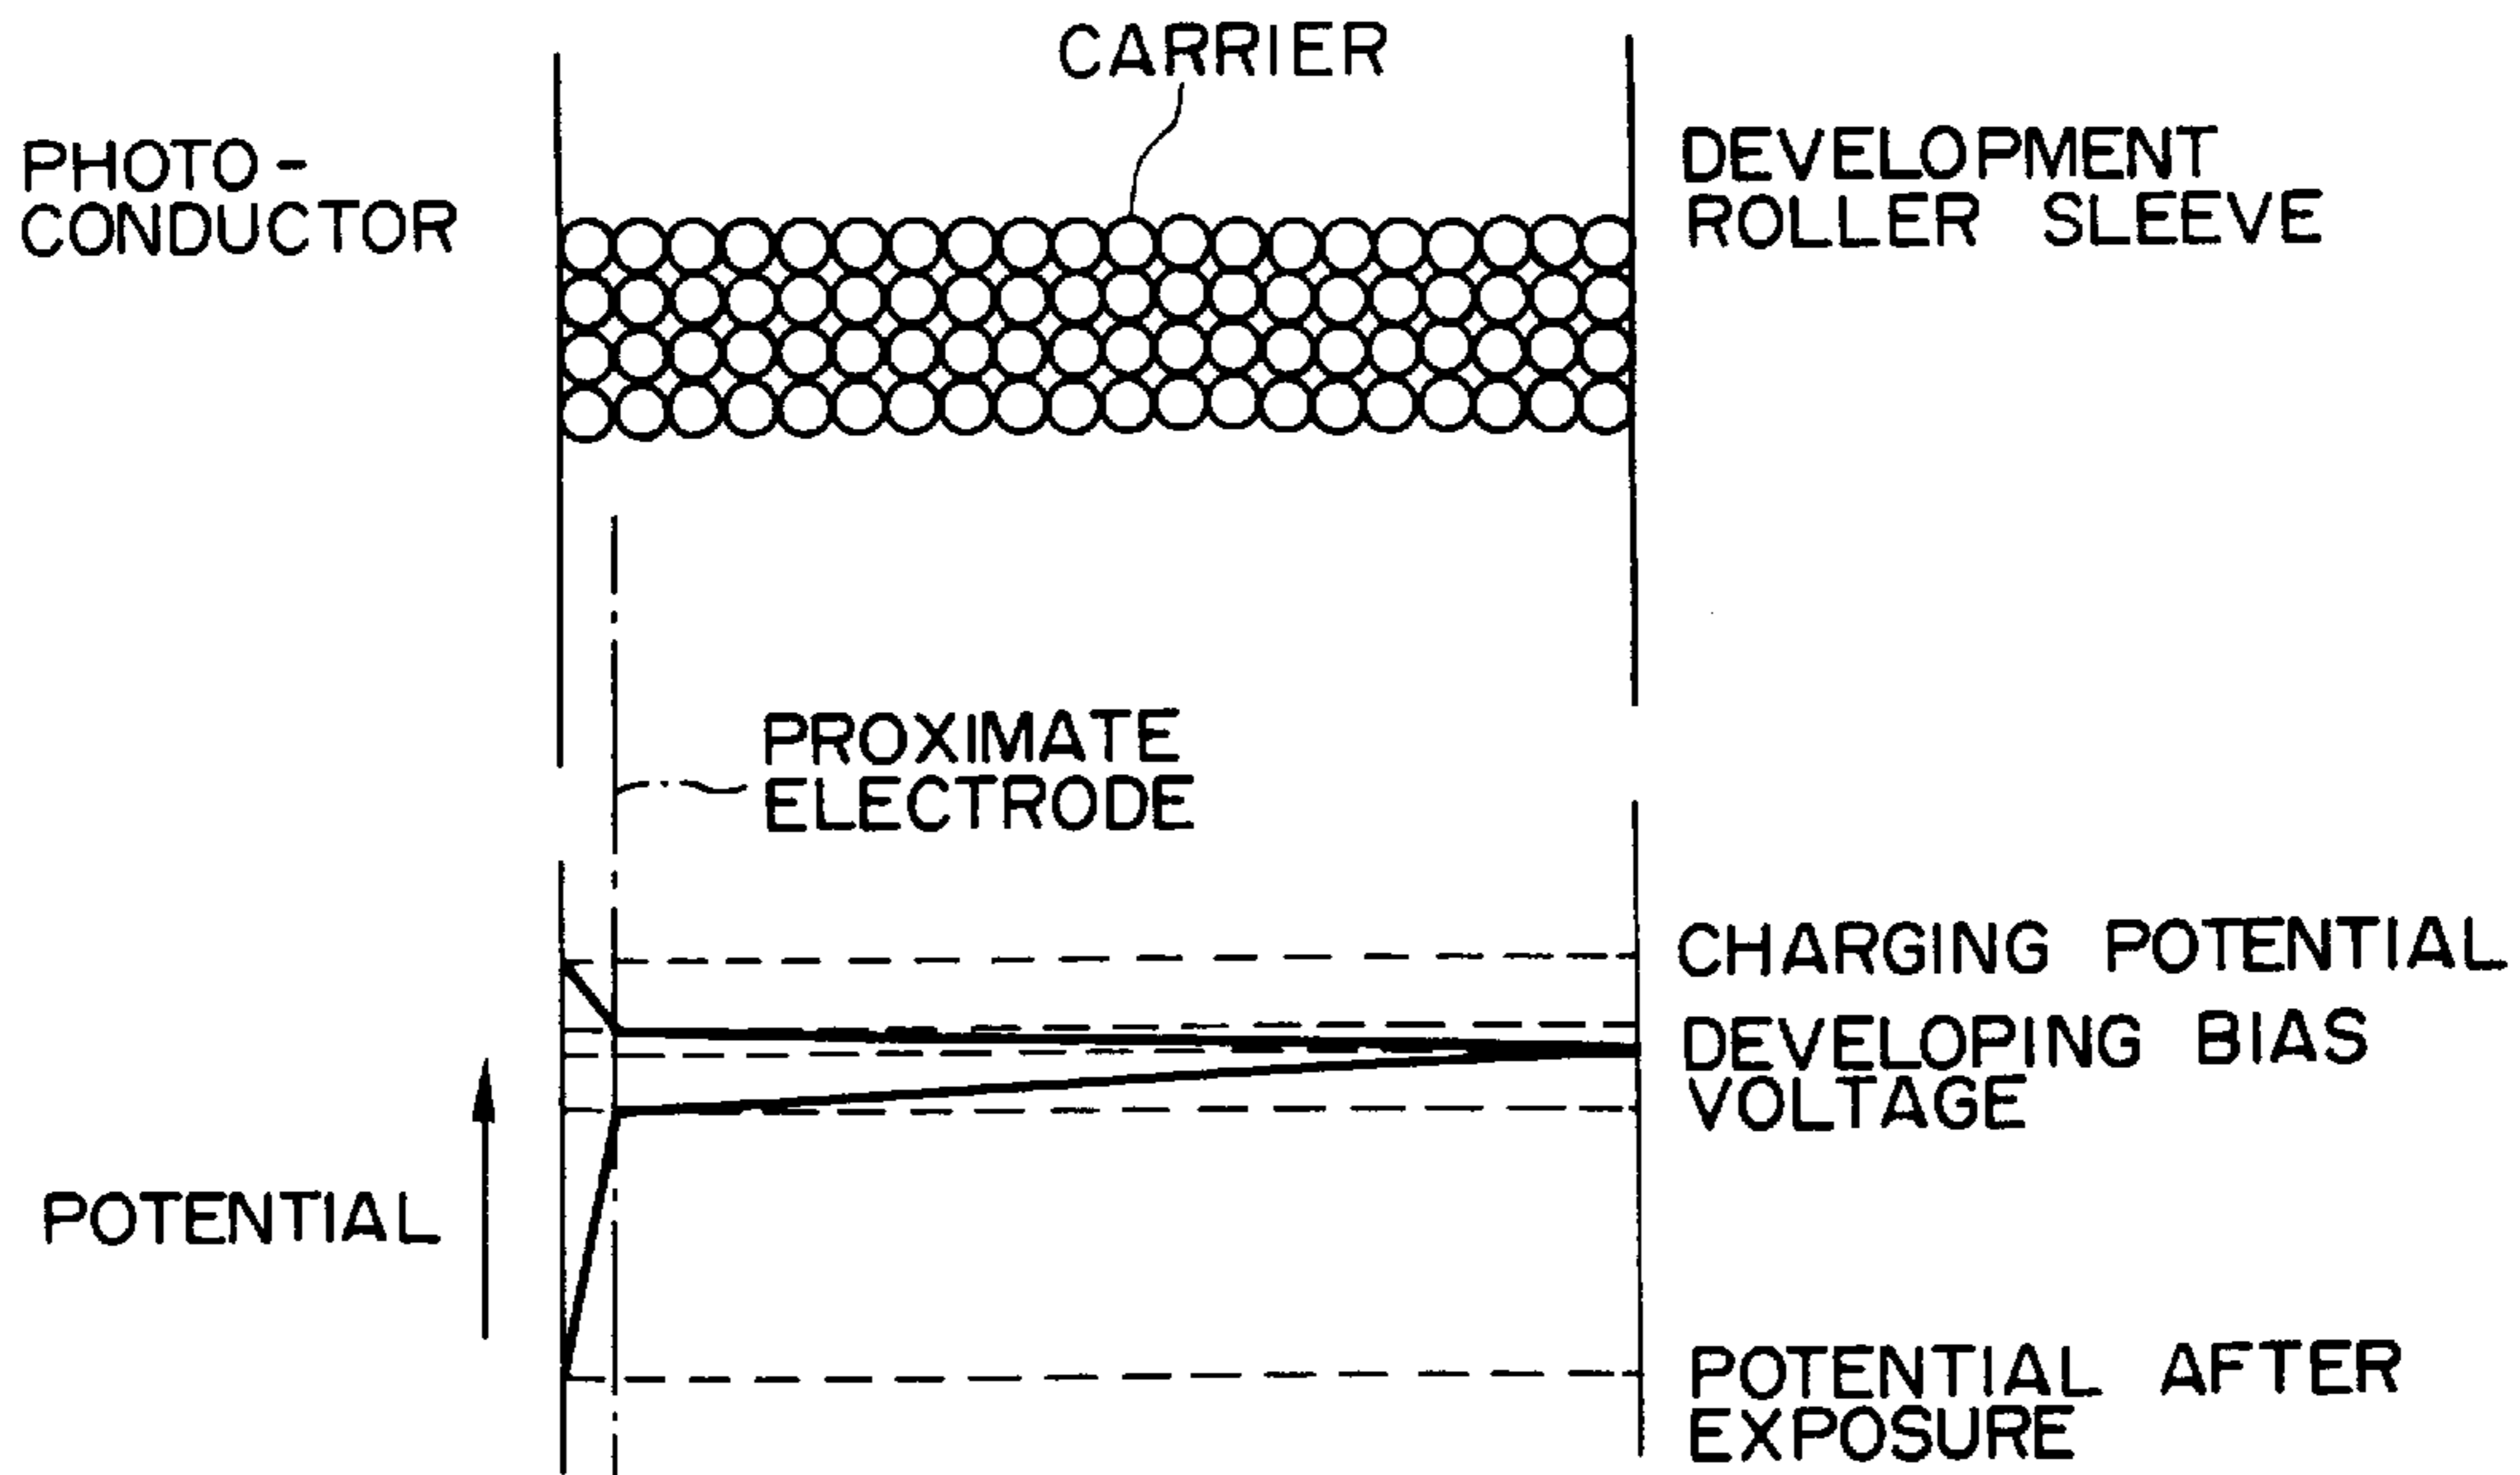 CARRIER
PHOTO-
CONDUCTOR
DEVELOPMENT
ROLLER SLEEVE
PROXIMATE
ELECTRODE
CHARGING POTENTIAL
DEVELOPING BIAS
VOLTAGE
POTENTIAL
POTENTIAL AFTER
EXPOSURE